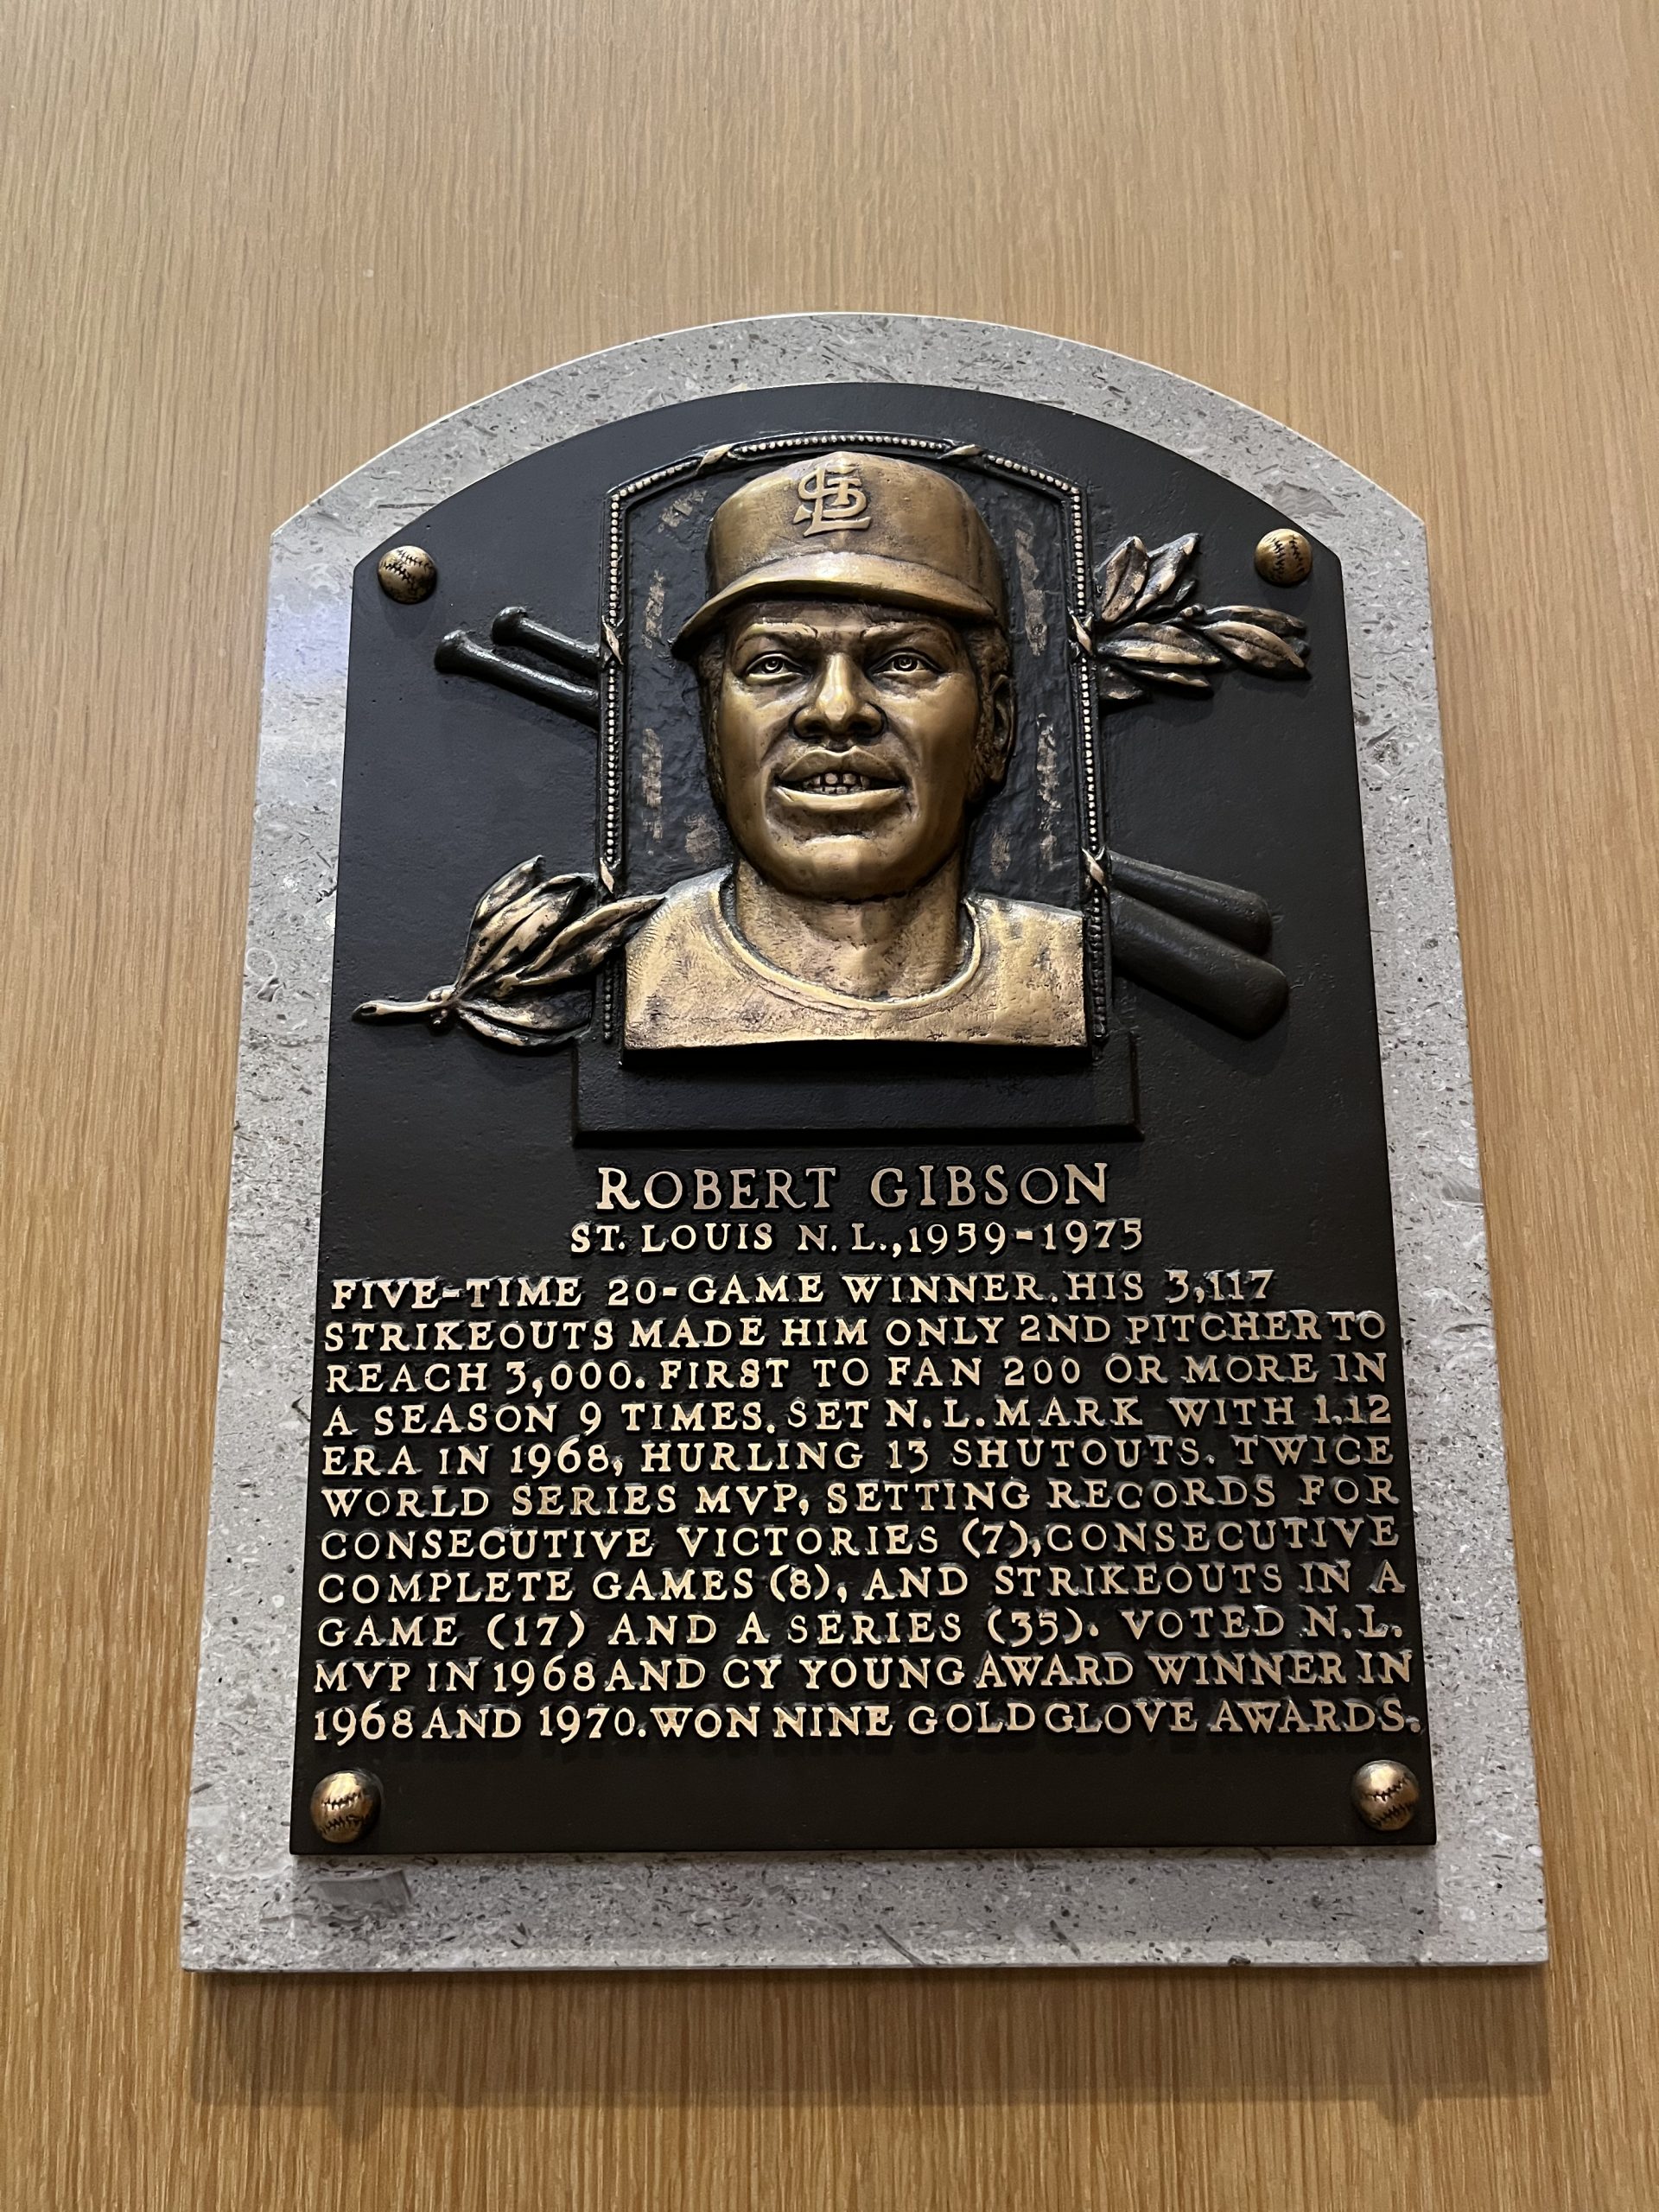 STL
ROBERT GIBSON
ST. LOUIS N. L., 1959-1975
FIVE-TIME 20-GAME WINNER. HIS 3,117
STRIKEOUTS MADE HIM ONLY 2ND PITCHER TO
REACH 3,000. FIRST TO FAN 200 OR MORE IN
A SEASON 9 TIMES. SET N. L. MARK WITH 1.12
ERA IN 1968, HURLING 13 SHUTOUTS. TWICE
WORLD SERIES MVP, SETTING RECORDS FOR
CONSECUTIVE VICTORIES (7), CONSECUTIVE
COMPLETE GAMES (8), AND STRIKEOUTS IN A
GAME (17) AND A SERIES (35). VOTED N.L.
MVP IN 1968 AND CY YOUNG AWARD WINNER IN
1968 AND 1970. WON NINE GOLD GLOVE AWARDS.